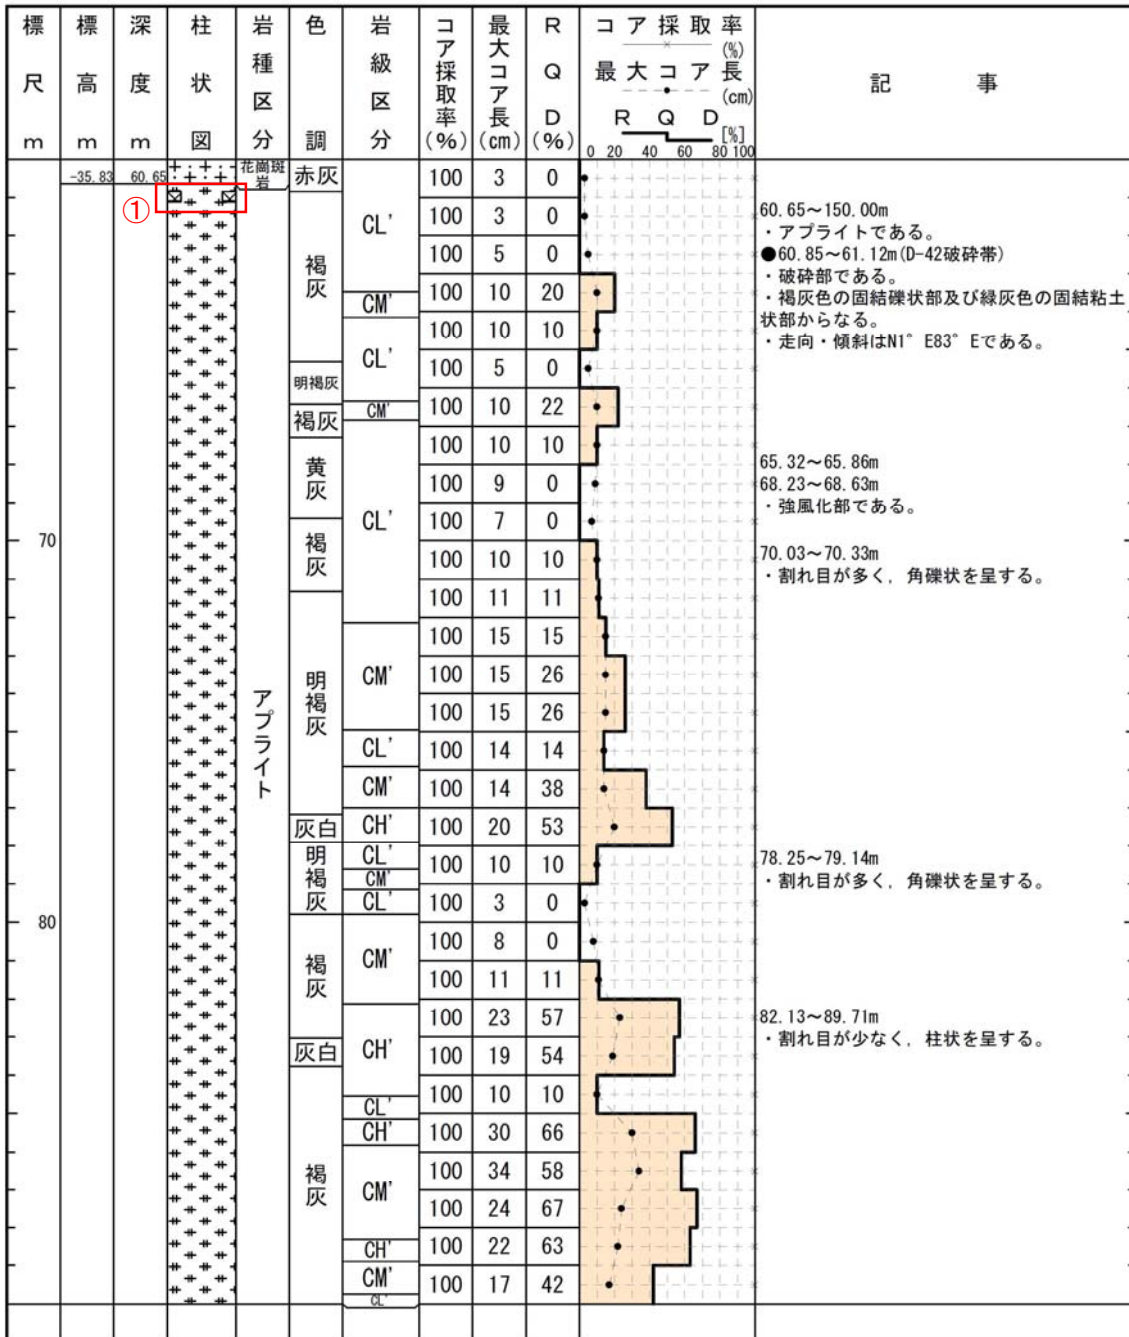 標尺 m
標高 m
深度 m
柱状図
岩種区分
色調
岩級区分
コア採取率(%)
最大コア長(cm)
RQD(%)
コア採取率
(%)
最大コア長
(cm)
RQD
[%]
0 20 40 60 80 100
記事
-35.83 60.65 花崗斑岩 赤灰
①
70
80
アプライト
褐灰
明褐灰
褐灰
黄灰
褐灰
明褐灰
灰白
明褐灰
褐灰
灰白
褐灰
CL'
CM'
CL'
CM'
CL'
CM'
CL'
CM'
CH'
CL'
CM'
CL'
CM'
CH'
CL'
CH'
CM'
CH'
CM'
CL'
100 3 0
100 3 0
100 5 0
100 10 20
100 10 10
100 5 0
100 10 22
100 10 10
100 9 0
100 7 0
100 10 10
100 11 11
100 15 15
100 15 26
100 15 26
100 14 14
100 14 38
100 20 53
100 10 10
100 3 0
100 8 0
100 11 11
100 23 57
100 19 54
100 10 10
100 30 66
100 34 58
100 24 67
100 22 63
100 17 42
60.65～150.00m
・アプライトである。
●60.85～61.12m(D-42破砕帯)
・破砕部である。
・褐灰色の固結礫状部及び緑灰色の固結粘土
状部からなる。
・走向・傾斜はN1°E83°Eである。
65.32～65.86m
68.23～68.63m
・強風化部である。
70.03～70.33m
・割れ目が多く，角礫状を呈する。
78.25～79.14m
・割れ目が多く，角礫状を呈する。
82.13～89.71m
・割れ目が少なく，柱状を呈する。